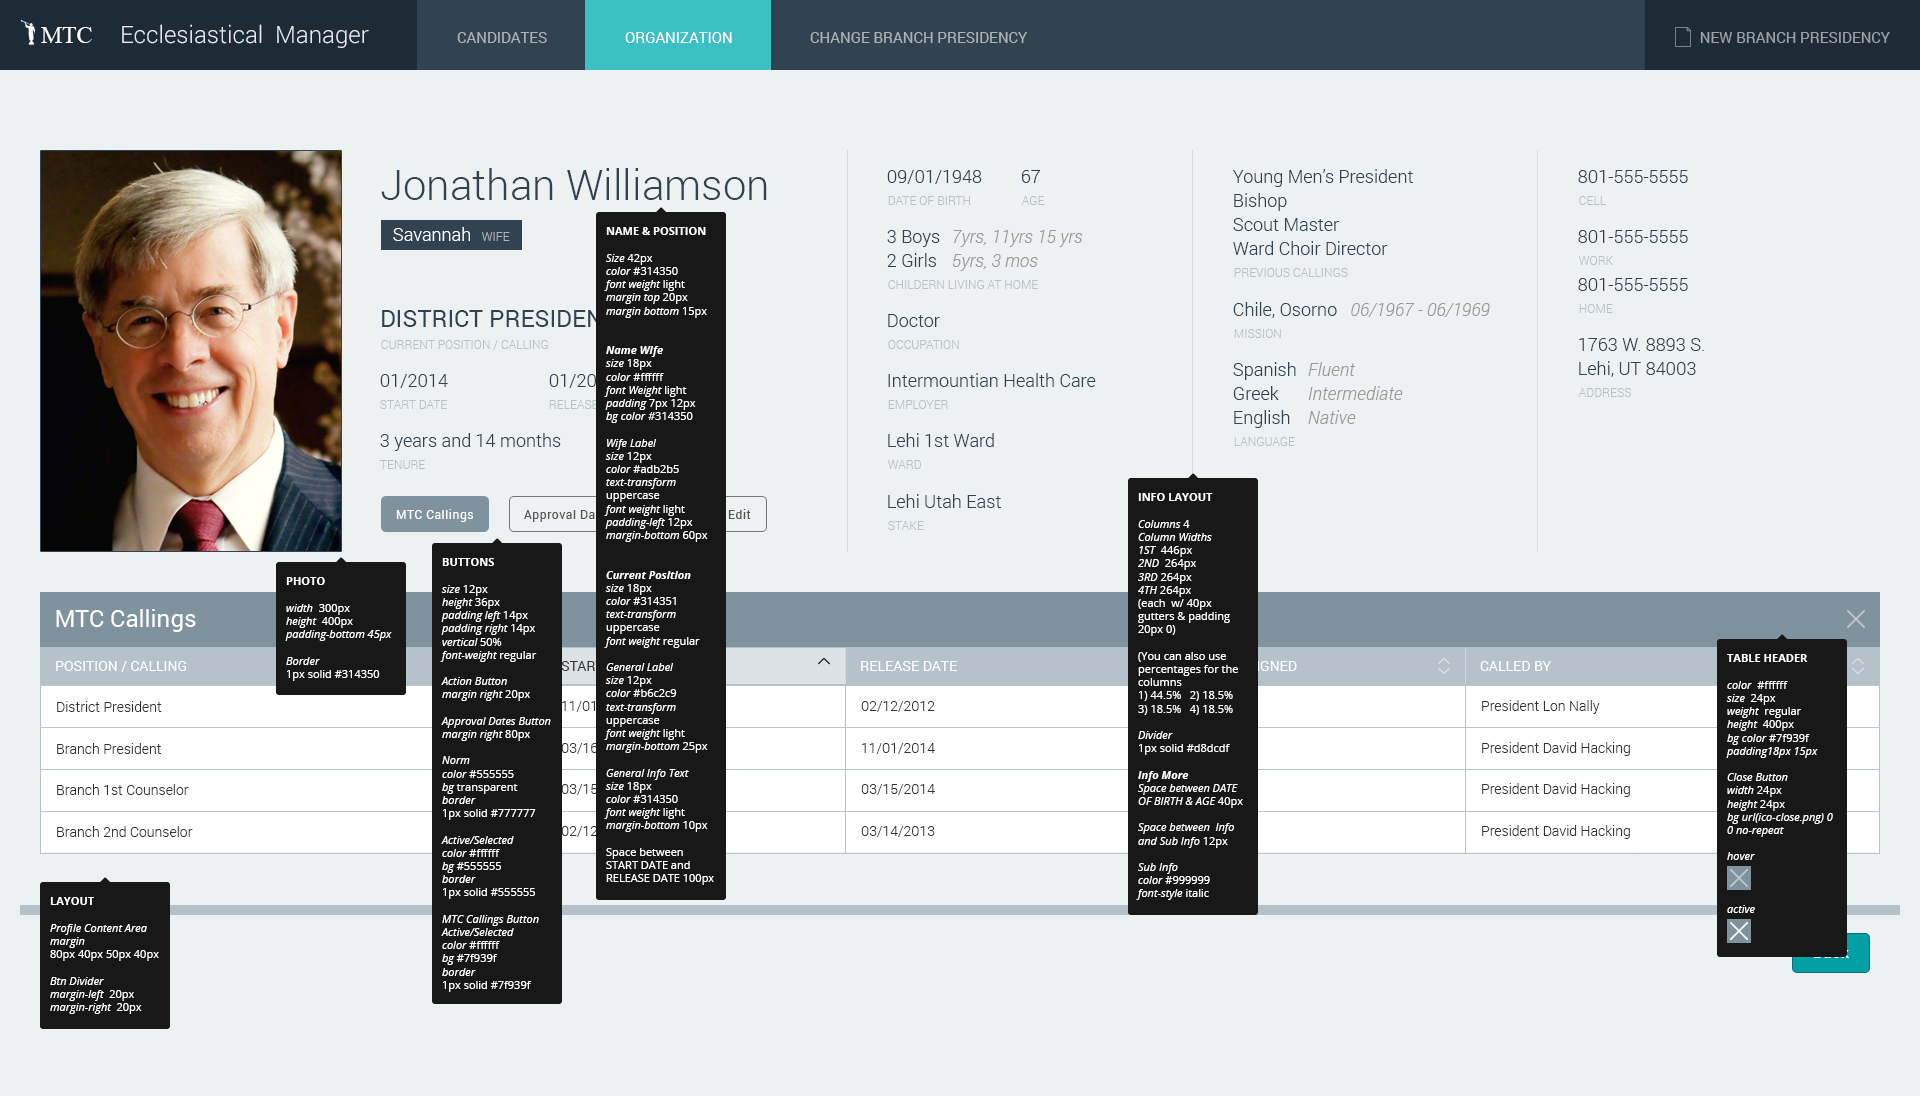 MTC Ecclesiastical Manager
CANDIDATES
ORGANIZATION
CHANGE BRANCH PRESIDENCY
NEW BRANCH PRESIDENCY
Jonathan Williamson
Savannah WIFE
DISTRICT PRESIDEN
CURRENT POSITION / CALLING
01/2014
START DATE
01/20
RELEASE
3 years and 14 months
TENURE
MTC Callings
Approval Da
Edit
09/01/1948
DATE OF BIRTH
67
AGE
3 Boys 7yrs, 11yrs 15 yrs
2 Girls 5yrs, 3 mos
CHILDERN LIVING AT HOME
Doctor
OCCUPATION
Intermountian Health Care
EMPLOYER
Lehi 1st Ward
WARD
Lehi Utah East
STAKE
Young Men's President
Bishop
Scout Master
Ward Choir Director
PREVIOUS CALLINGS
Chile, Osorno 06/1967 - 06/1969
MISSION
Spanish Fluent
Greek Intermediate
English Native
LANGUAGE
801-555-5555
CELL
801-555-5555
WORK
801-555-5555
HOME
1763 W. 8893 S.
Lehi, UT 84003
ADDRESS
MTC Callings
POSITION / CALLING
STAR
RELEASE DATE
IGNED
CALLED BY
District President
11/01
02/12/2012
President Lon Nally
Branch President
03/16
11/01/2014
President David Hacking
Branch 1st Counselor
03/15
03/15/2014
President David Hacking
Branch 2nd Counselor
02/12
03/14/2013
President David Hacking
PHOTO
width 300px
height 400px
padding-bottom 45px
Border
1px solid #314350
BUTTONS
size 12px
height 36px
padding left 14px
padding right 14px
vertical 50%
font-weight regular
Action Button
margin right 20px
Approval Dates Button
margin right 80px
Norm
color #555555
bg transparent
border
1px solid #777777
Active/Selected
color #ffffff
bg #555555
border
1px solid #555555
MTC Callings Button
Active/Selected
color #ffffff
bg #7f939f
border
1px solid #7f939f
NAME & POSITION
Size 42px
color #314350
font weight light
margin top 20px
margin bottom 15px
Name Wife
size 18px
color #ffffff
font Weight light
padding 7px 12px
bg color #314350
Wife Label
size 12px
color #adb2b5
text-transform
uppercase
font weight light
padding-left 12px
margin-bottom 60px
Current Position
size 18px
color #314351
text-transform
uppercase
font weight regular
General Label
size 12px
color #b6c2c9
text-transform
uppercase
font weight light
margin-bottom 25px
General Info Text
size 18px
color #314350
font weight light
margin-bottom 10px
Space between
START DATE and
RELEASE DATE 100px
INFO LAYOUT
Columns 4
Column Widths
1ST 446px
2ND 264px
3RD 264px
4TH 264px
(each w/ 40px
gutters & padding
20px 0)
(You can also use
percentages for the
columns
1) 44.5% 2) 18.5%
3) 18.5% 4) 18.5%
Divider
1px solid #d8dcdf
Info More
Space between DATE
OF BIRTH & AGE 40px
Space between Info
and Sub Info 12px
Sub Info
color #999999
font-style italic
TABLE HEADER
color #ffffff
size 24px
weight regular
height 400px
bg color #7f939f
padding18px 15px
Close Button
width 24px
height 24px
bg url(ico-close.png) 0
0 no-repeat
hover
active
LAYOUT
Profile Content Area
margin
80px 40px 50px 40px
Btn Divider
margin-left 20px
margin-right 20px